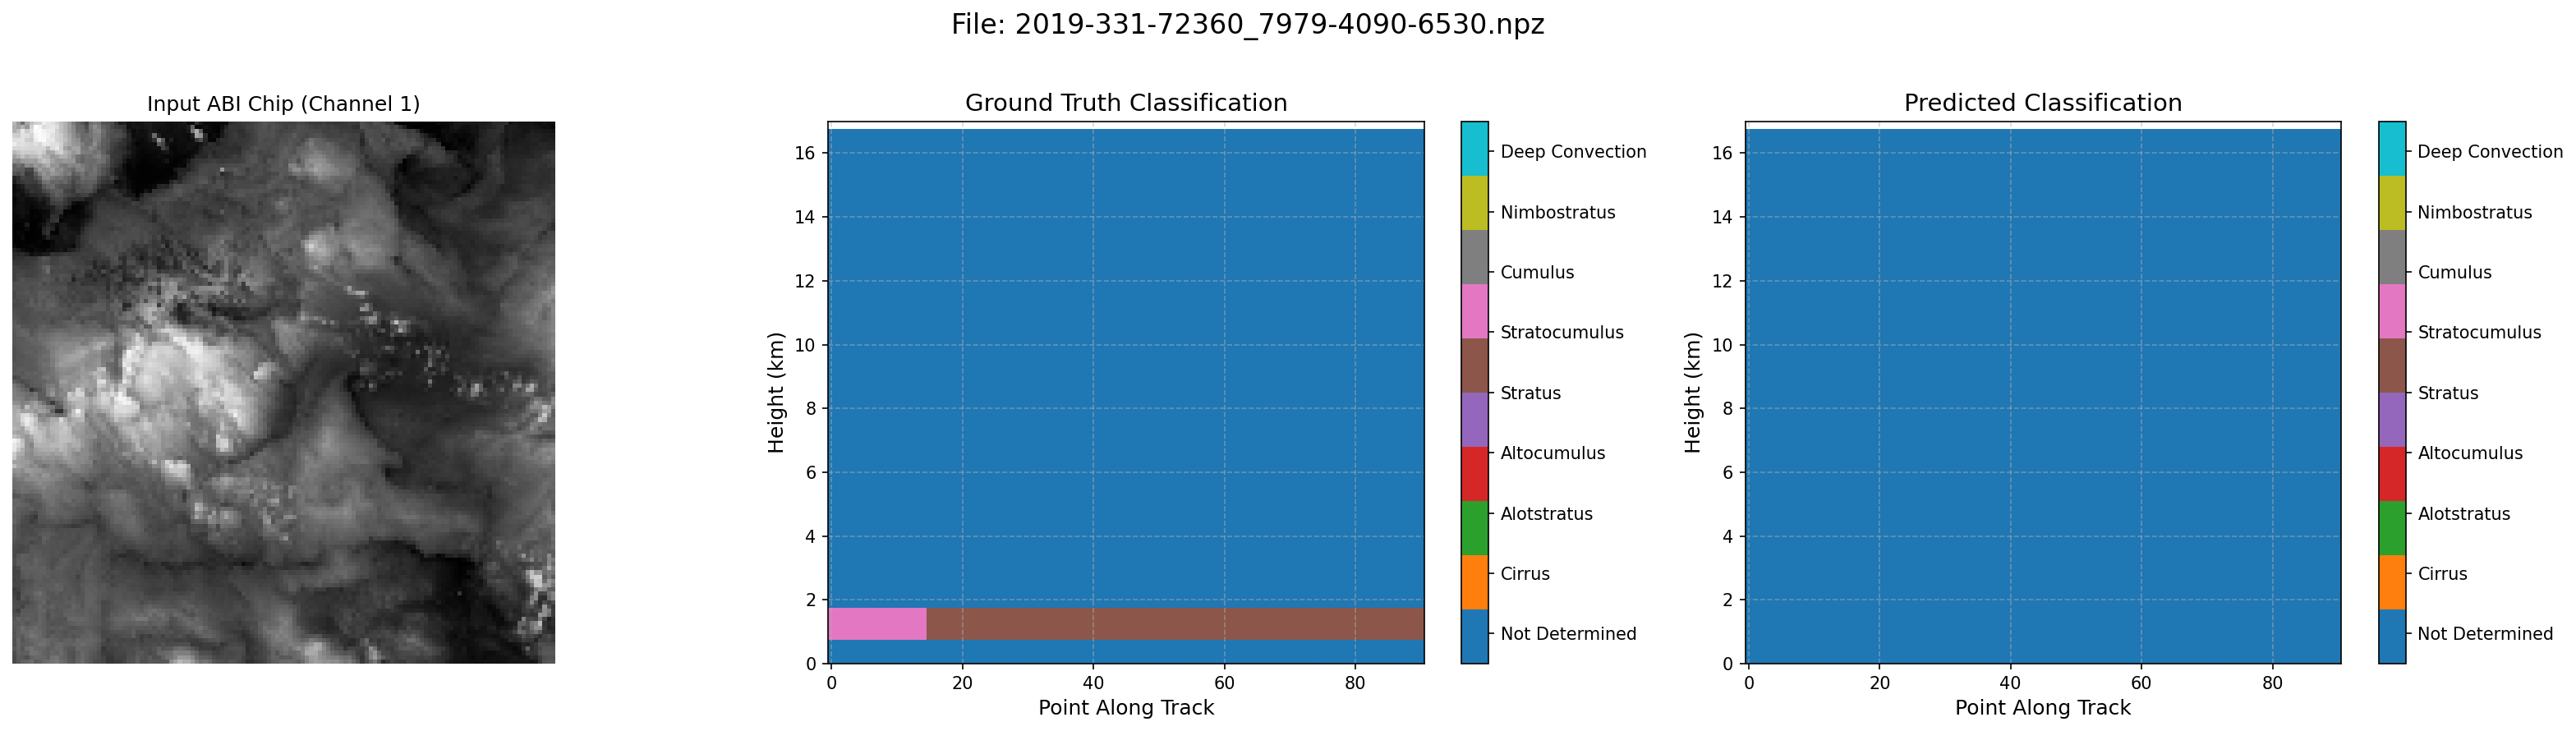 File: 2019-331-72360_7979-4090-6530.npz
Input ABI Chip (Channel 1)
Ground Truth Classification
Height (km)
16
14
12
10
8
6
4
2
0
0 20 40 60 80
Point Along Track
Deep Convection
Nimbostratus
Cumulus
Stratocumulus
Stratus
Altocumulus
Alotstratus
Cirrus
Not Determined
Predicted Classification
Height (km)
16
14
12
10
8
6
4
2
0
0 20 40 60 80
Point Along Track
Deep Convection
Nimbostratus
Cumulus
Stratocumulus
Stratus
Altocumulus
Alotstratus
Cirrus
Not Determined